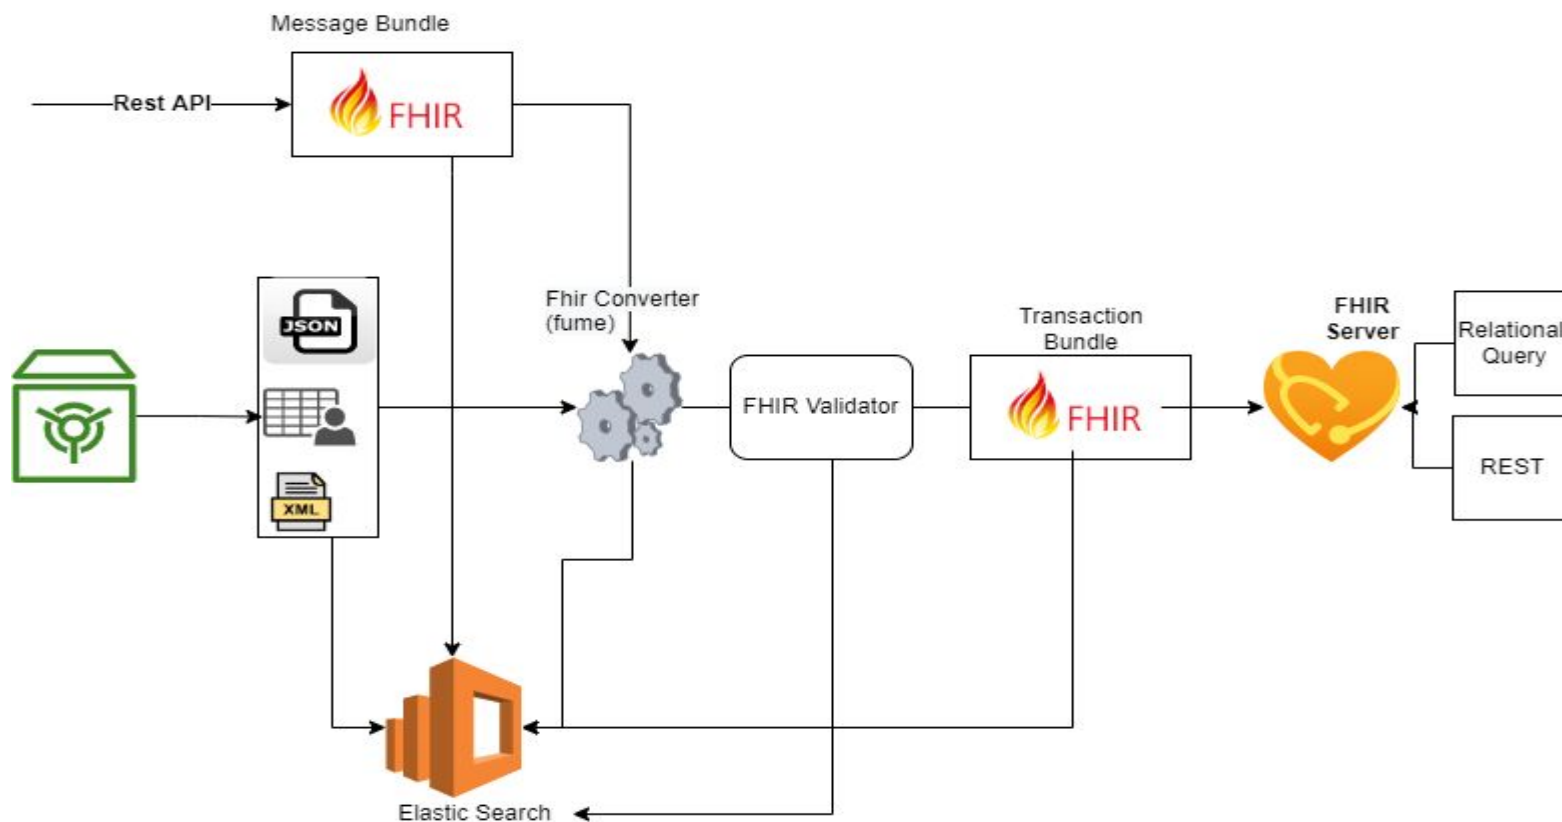 Message Bundle
Rest API
FHIR
Fhir Converter
(fume)
JSON
XML
FHIR Validator
Transaction
Bundle
FHIR
FHIR
Server
Relational
Query
REST
Elastic Search